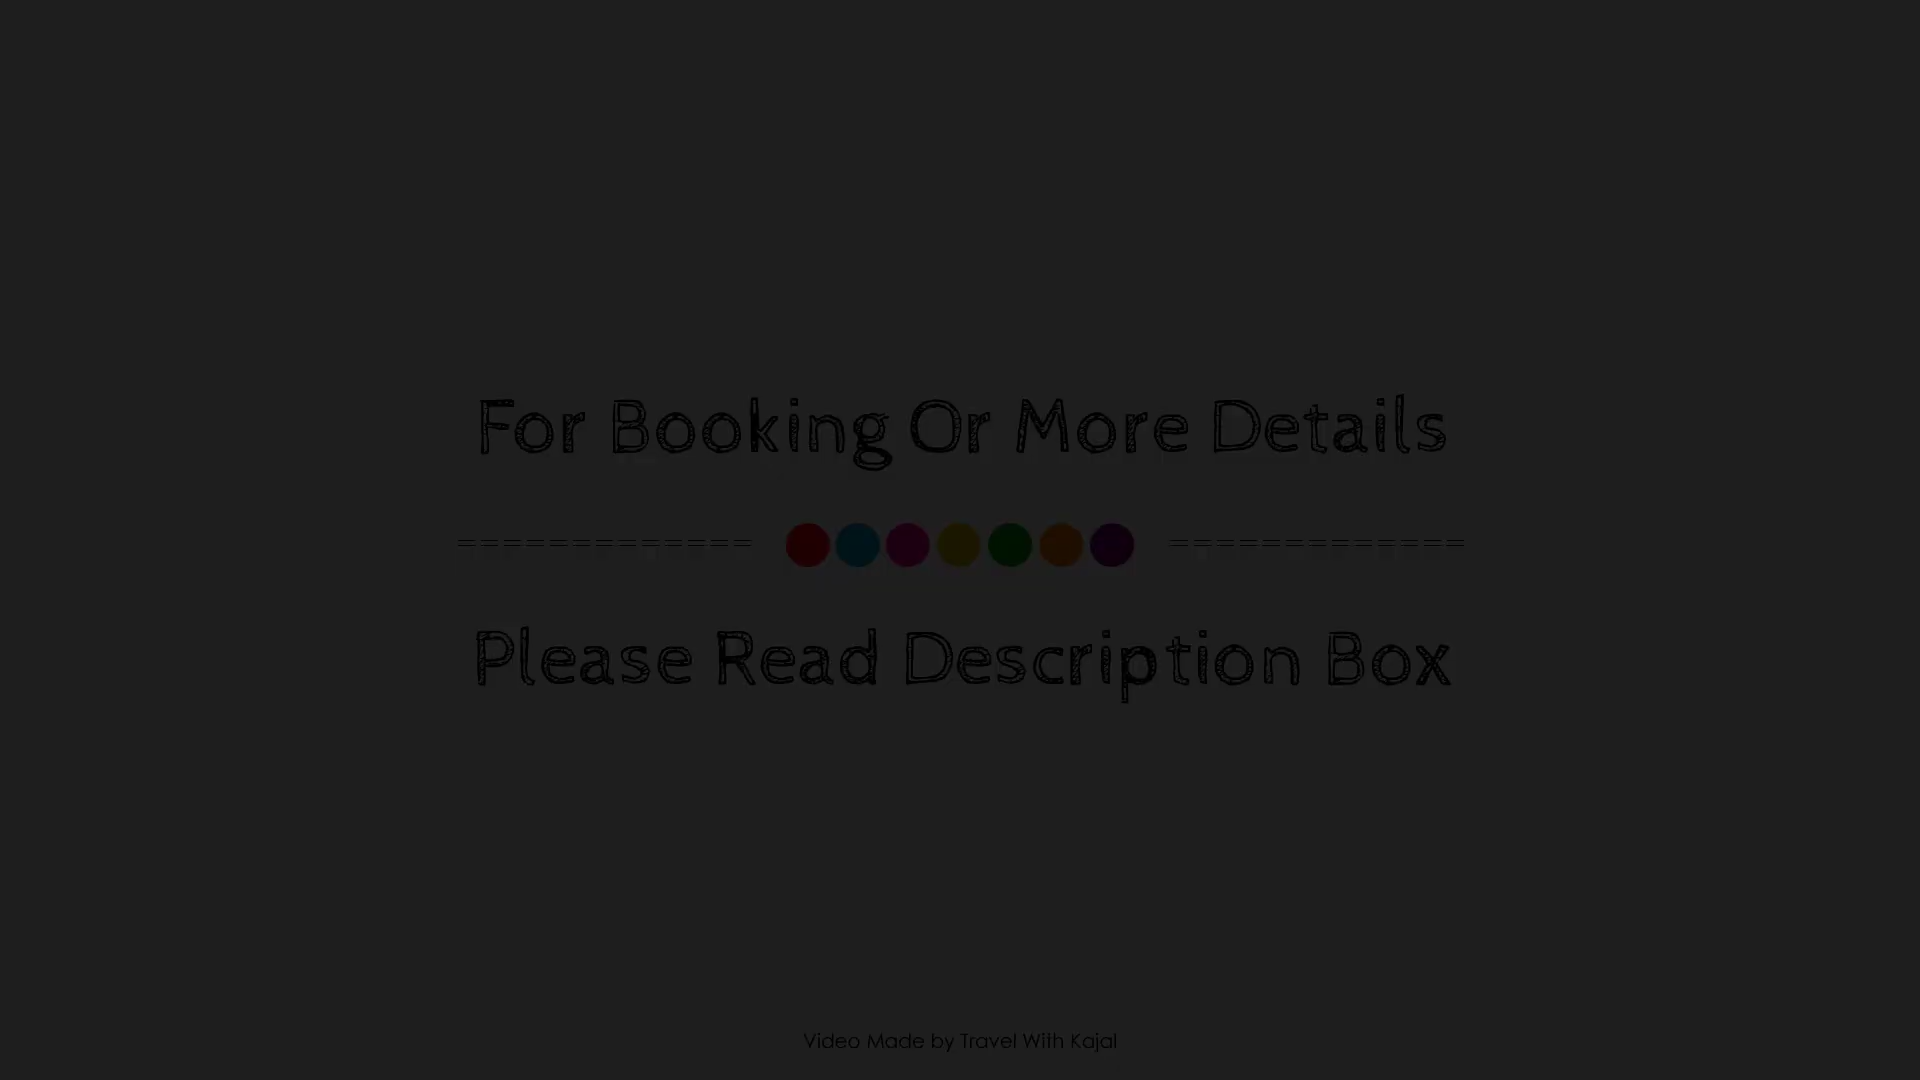 For Booking Or More Details
============= =============
Please Read Description Box
Video Made by Travel With Kajal